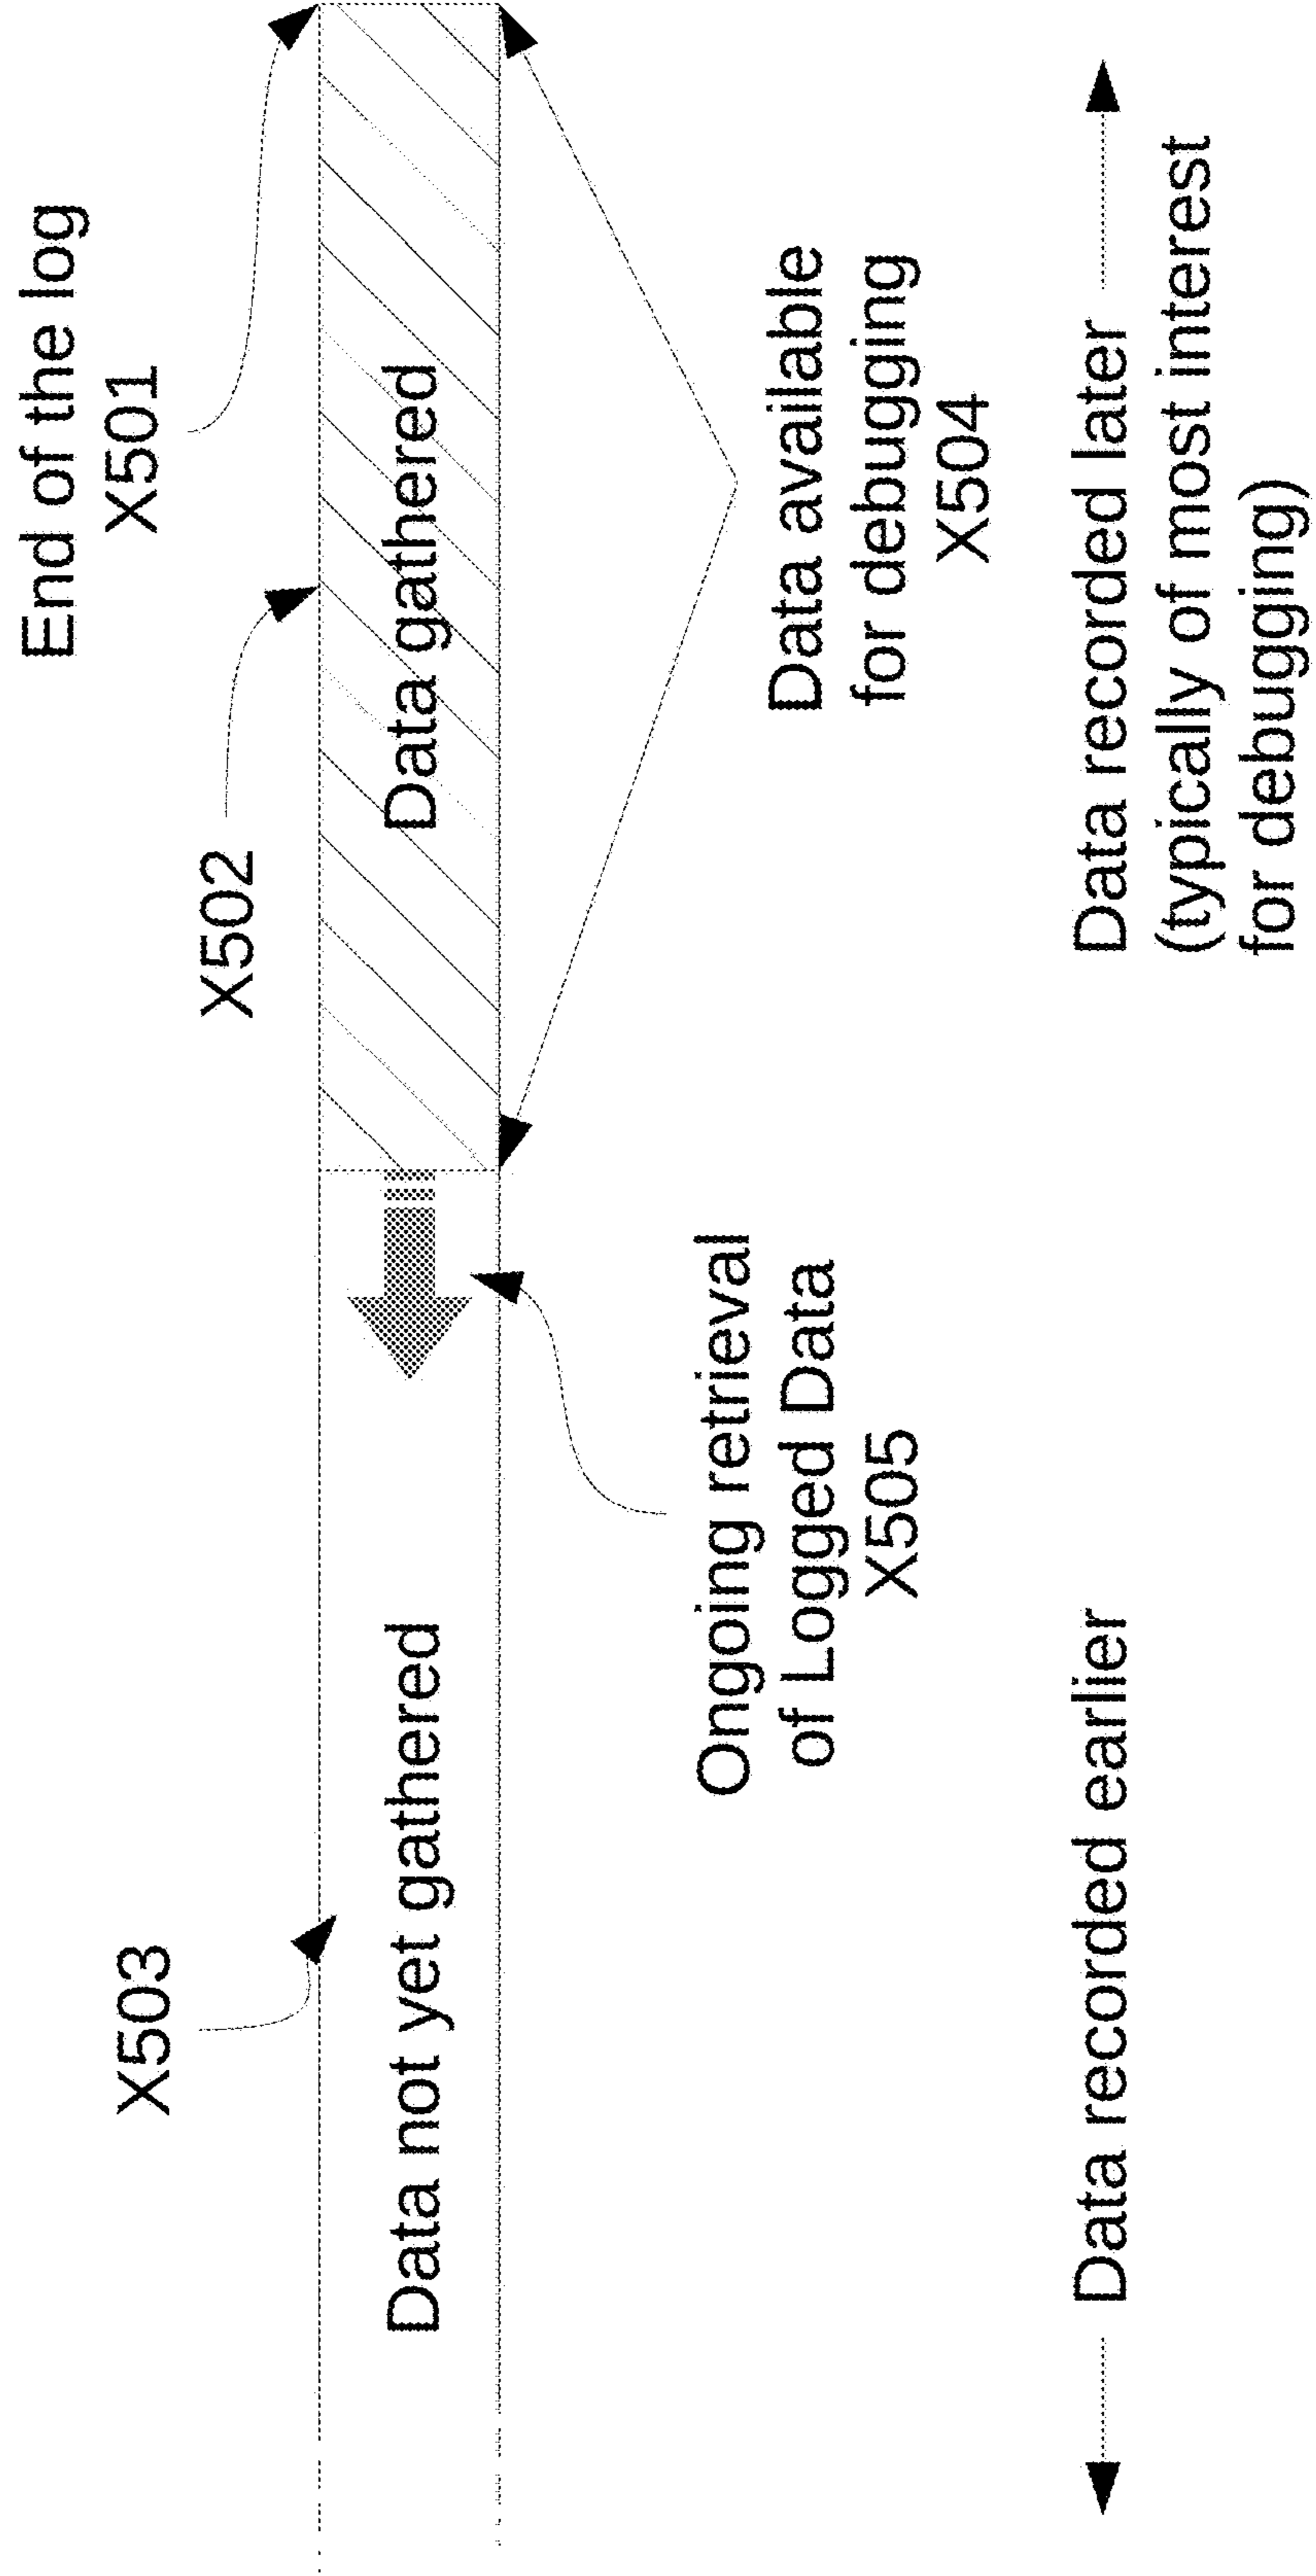 End of the log
X501
X502
X503
Data gathered
Data not yet gathered
Data available
for debugging
X504
Ongoing retrieval
of Logged Data
X505
Data recorded earlier
Data recorded later
(typically of most interest
for debugging)